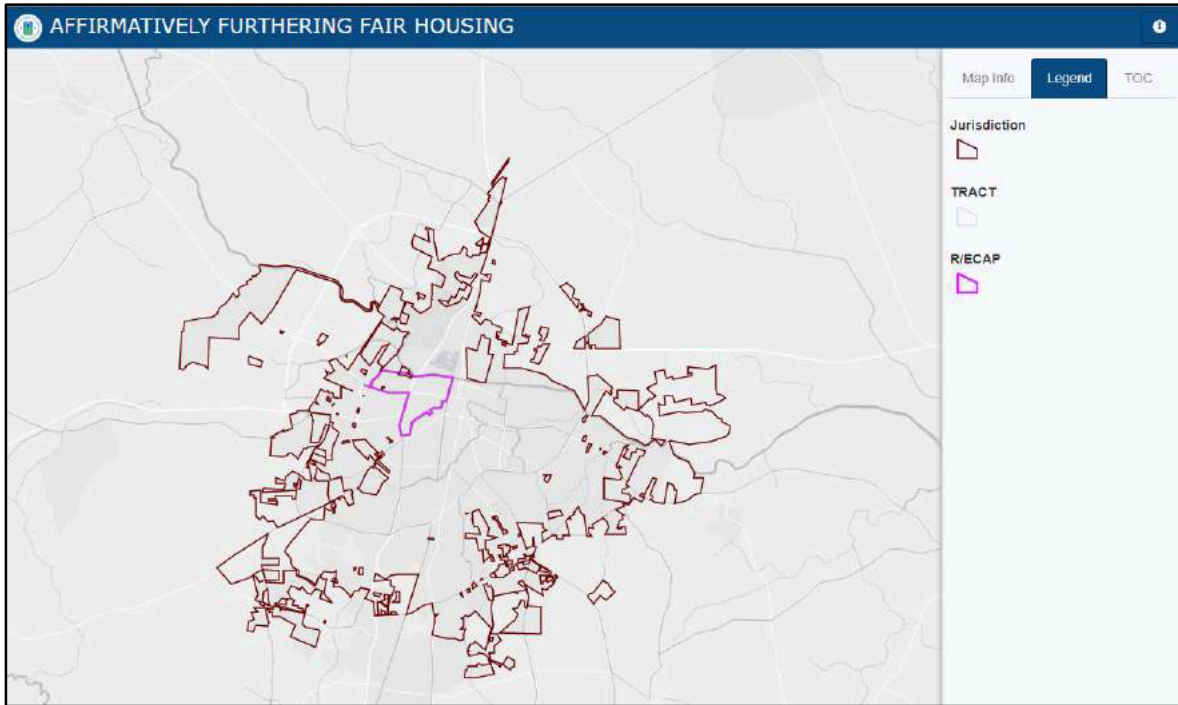 AFFIRMATIVELY FURTHERING FAIR HOUSING
Map Info Legend TOC
Jurisdiction
TRACT
R/ECAP